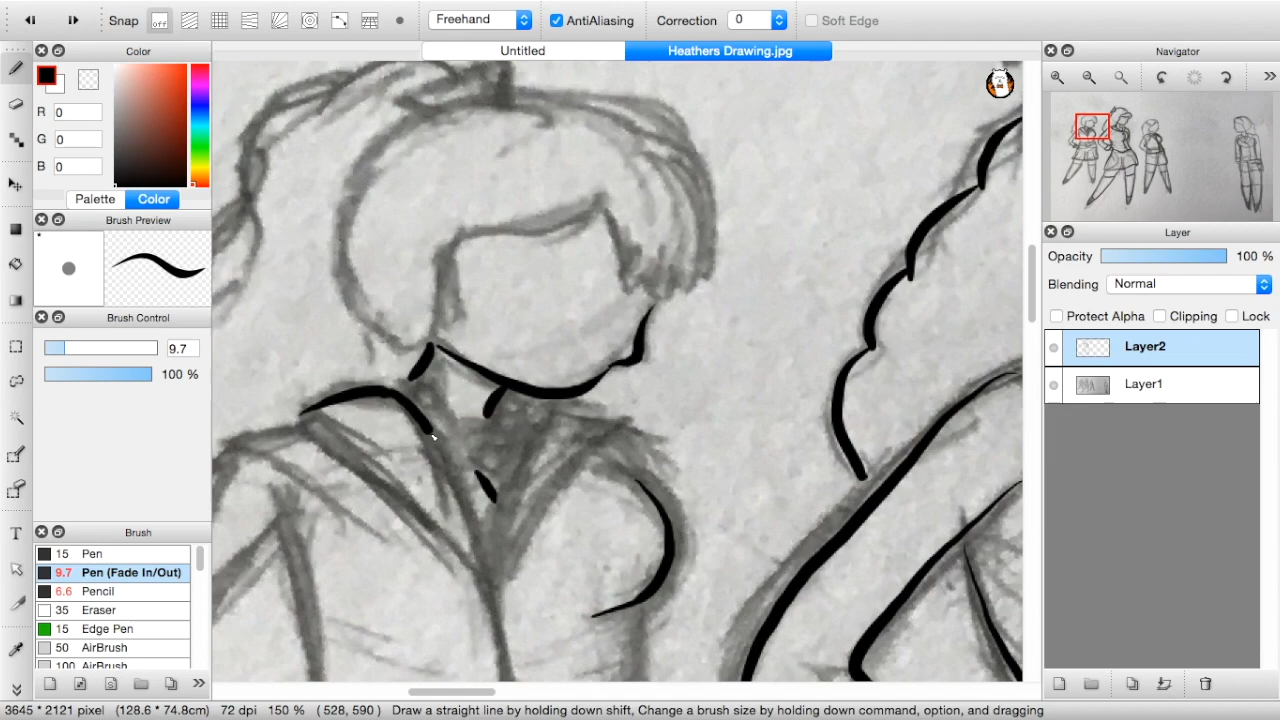 Snap off Freehand AntiAliasing Correction 0 Soft Edge
Color Untitled Heathers Drawing.jpg Navigator
R 0
G 0
B 0
Palette Color
Brush Preview
Layer
Opacity 100 %
Blending Normal
Protect Alpha Clipping Lock
Brush Control
9.7
100 %
Layer2
Layer1
Brush
15 Pen
9.7 Pen (Fade In/Out)
6.6 Pencil
35 Eraser
15 Edge Pen
50 AirBrush
100 AirBrush
3645 * 2121 pixel (128.6 * 74.8cm) 72 dpi 150 % ( 528, 590 ) Draw a straight line by holding down shift, Change a brush size by holding down command, option, and dragging